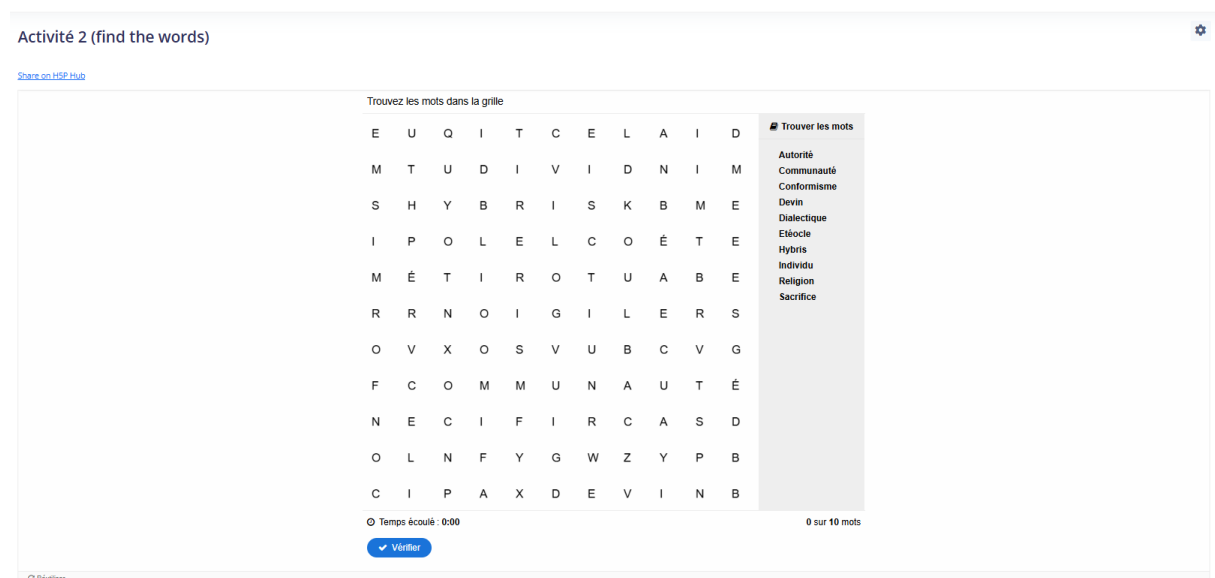 Activité 2 (find the words)
Share on H5P Hub
Trouvez les mots dans la grille
E U Q I T C E L A I D
M T U D I V I D N I M
S H Y B R I S K B M E
I P O L E L C O É T E
M É T I R O T U A B E
R R N O I G I L E R S
O V X O S V U B C V G
F C O M M U N A U T É
N E C I F I R C A S D
O L N F Y G W Z Y P B
C I P A X D E V I N B
Trouver les mots
Autorité
Communauté
Conformisme
Devin
Dialectique
Etéocle
Hybris
Individu
Religion
Sacrifice
Temps écoulé : 0:00
0 sur 10 mots
Vérifier